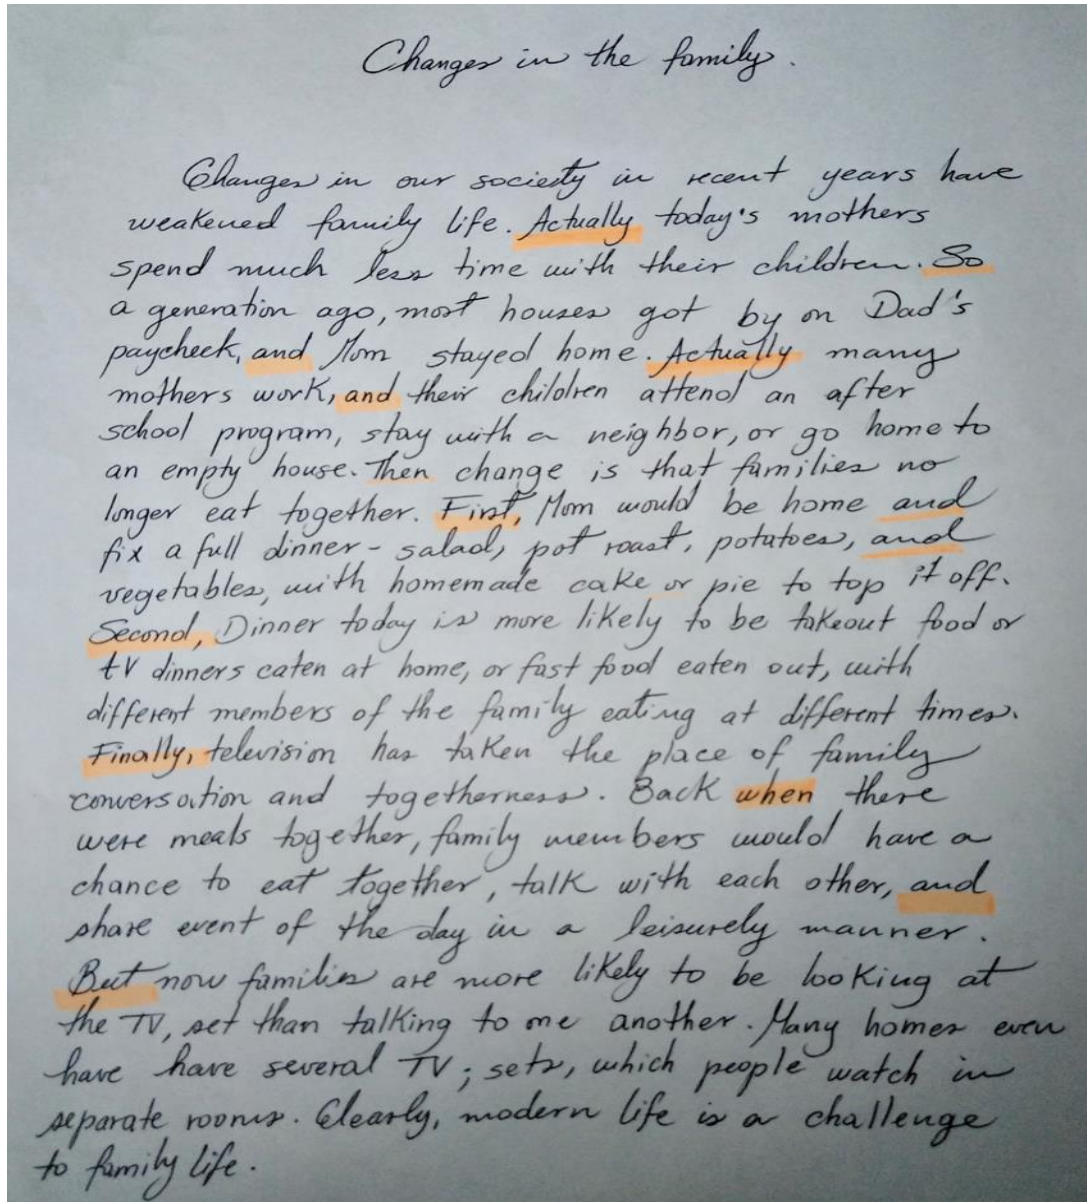 Changes in the family.
Changes in our society in recent years have
weakened family life. Actually today's mothers
spend much less time with their children. So
a generation ago, most houses got by on Dad's
paycheck, and Mom stayed home. Actually many
mothers work, and their children attend an after
school program, stay with a neighbor, or go home to
an empty house. Then change is that families no
longer eat together. First, Mom would be home and
fix a full dinner - salad, pot roast, potatoes, and
vegetables, with homemade cake or pie to top it off.
Second, Dinner today is more likely to be takeout food or
tV dinners eaten at home, or fast food eaten out, with
different members of the family eating at different times.
Finally, television has taken the place of family
conversation and togetherness. Back when there
were meals together, family members would have a
chance to eat together, talk with each other, and
share event of the day in a leisurely manner.
But now families are more likely to be looking at
the TV, set than talking to one another. Many homes even
have have several TV; sets, which people watch in
separate rooms. Clearly, modern life is a challenge
to family life.